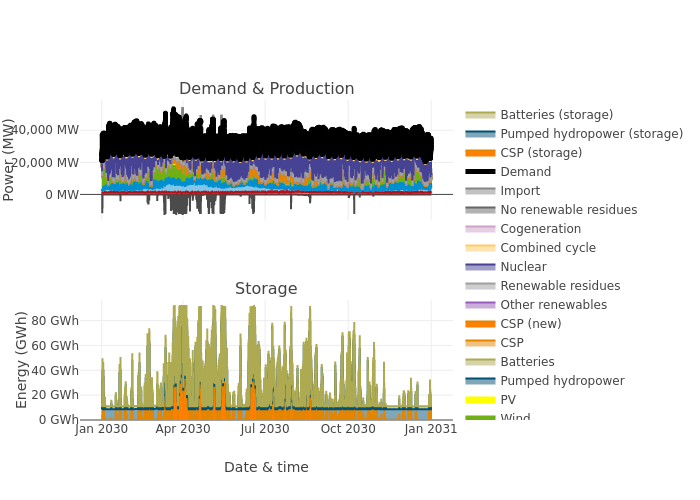 Demand & Production
Power (MW)
40,000 MW
20,000 MW
0 MW
Storage
Energy (GWh)
80 GWh
60 GWh
40 GWh
20 GWh
0 GWh
Jan 2030
Apr 2030
Jul 2030
Oct 2030
Jan 2031
Date & time
Batteries (storage)
Pumped hydropower (storage)
CSP (storage)
Demand
Import
No renewable residues
Cogeneration
Combined cycle
Nuclear
Renewable residues
Other renewables
CSP (new)
CSP
Batteries
Pumped hydropower
PV
Wind